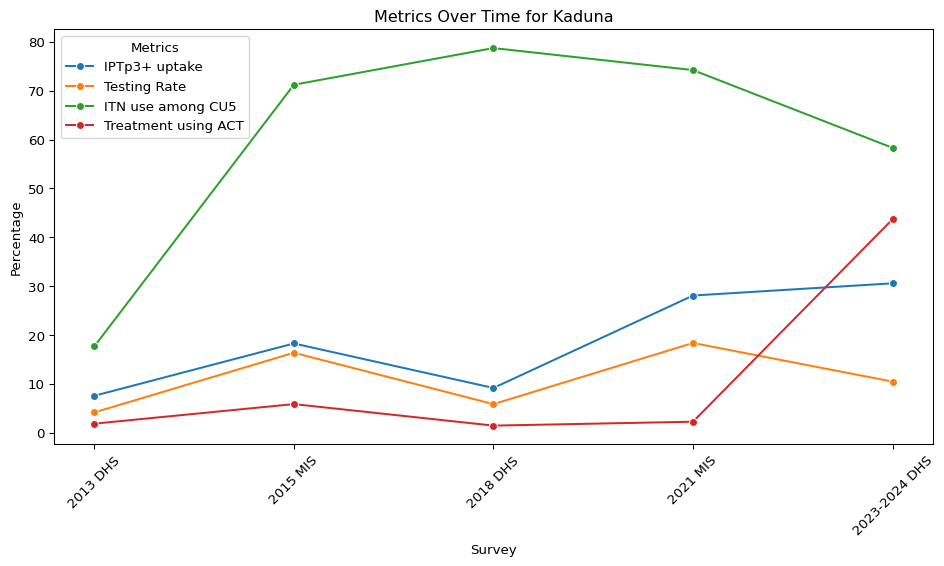 Metrics Over Time for Kaduna
Metrics
IPTp3+ uptake
Testing Rate
ITN use among CU5
Treatment using ACT
Percentage
80
70
60
50
40
30
20
10
0
2013 DHS
2015 MIS
2018 DHS
2021 MIS
2023-2024 DHS
Survey